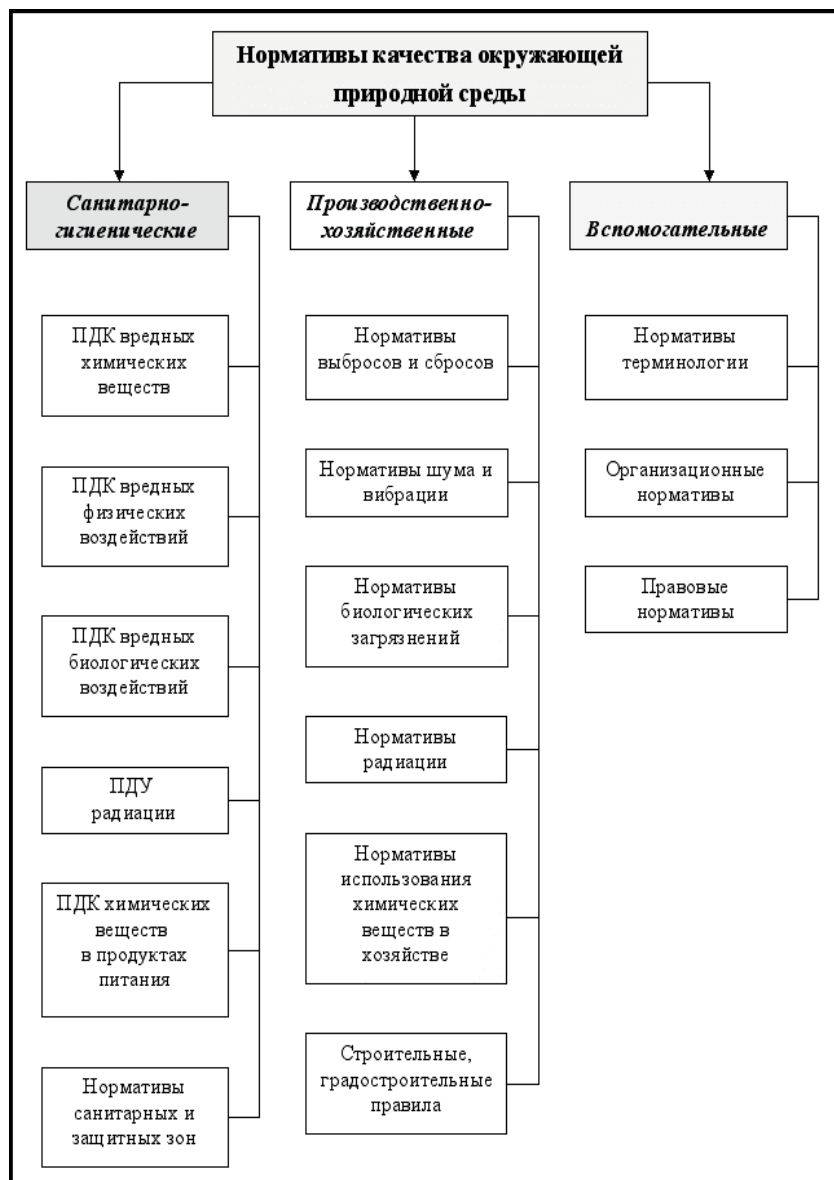 Нормативы качества окружающей
природной среды
Санитарно-
гигиенические
ПДК вредных
химических
веществ
ПДК вредных
физических
воздействий
ПДК вредных
биологических
воздействий
ПДУ
радиации
ПДК химических
веществ
в продуктах
питания
Нормативы
санитарных и
защитных зон
Производственно-
хозяйственные
Нормативы
выбросов и сбросов
Нормативы шума и
вибрации
Нормативы
биологических
загрязнений
Нормативы
радиации
Нормативы
использования
химических
веществ в
хозяйстве
Строительные,
градостроительные
правила
Вспомогательные
Нормативы
терминологии
Организационные
нормативы
Правовые
нормативы